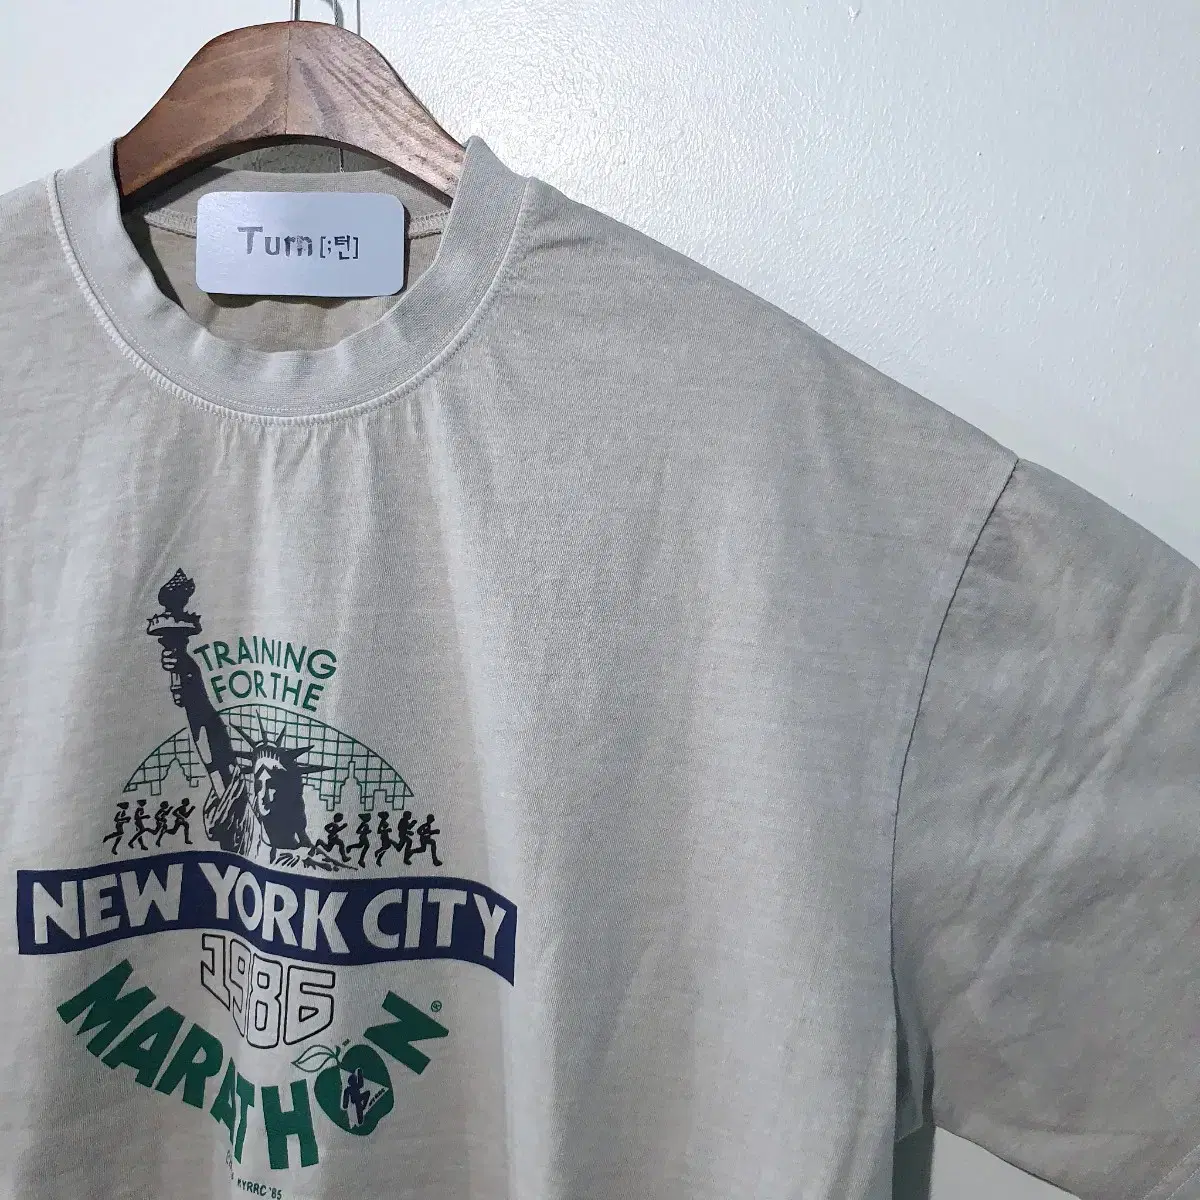 Turn [;턴]
TRAINING
FOR THE
NEW YORK CITY
1986
MARATHON ®
NYRRC '85